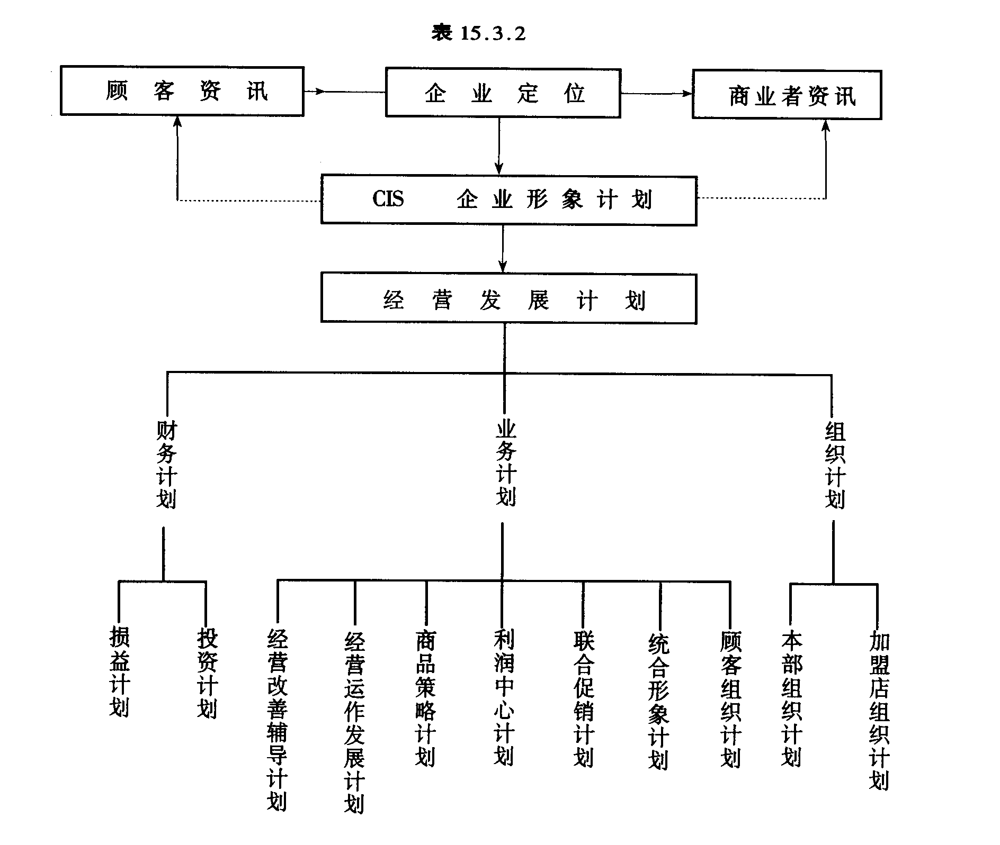 表 15.3.2
顾客资讯
企业定位
商业者资讯
CIS 企业形象计划
经营发展计划
财务计划
业务计划
组织计划
损益计划
投资计划
经营改善辅导计划
经营运作发展计划
商品策略计划
利润中心计划
联合促销计划
统合形象计划
顾客组织计划
本部组织计划
加盟店组织计划